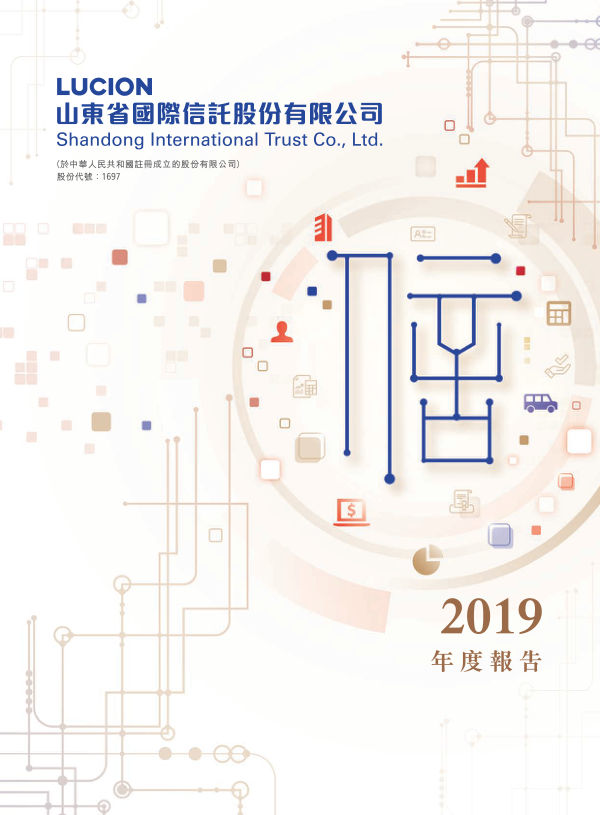 LUCION
山東省國際信託股份有限公司
Shandong International Trust Co., Ltd.
(於中華人民共和國註冊成立的股份有限公司)
股份代號：1697
2019
年度報告